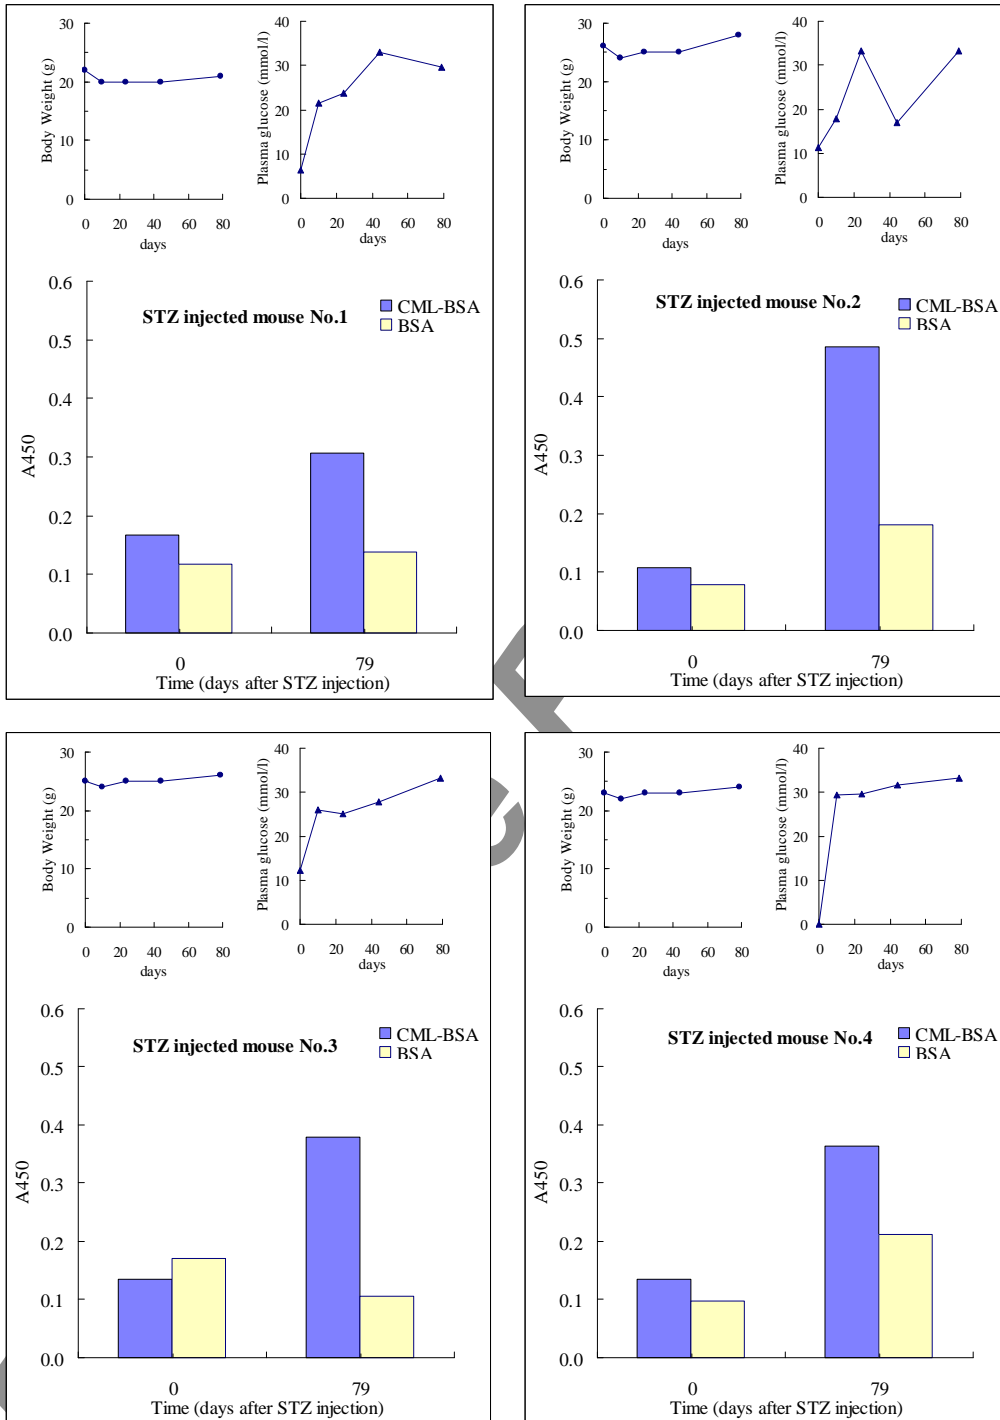 30
20
10
0
Body Weight (g)
0 20 40 60 80
days
40
30
20
10
0
Plasma glucose (mmol/l)
0 20 40 60 80
days
0.6
0.5
0.4
0.3
0.2
0.1
0.0
A450
STZ injected mouse No.1
CML-BSA
BSA
0 79
Time (days after STZ injection)
30
20
10
0
Body Weight (g)
0 20 40 60 80
days
40
30
20
10
0
Plasma glucose (mmol/l)
0 20 40 60 80
days
0.6
0.5
0.4
0.3
0.2
0.1
0.0
A450
STZ injected mouse No.2
CML-BSA
BSA
0 79
Time (days after STZ injection)
30
20
10
0
Body Weight (g)
0 20 40 60 80
days
40
30
20
10
0
Plasma glucose (mmol/l)
0 20 40 60 80
days
0.6
0.5
0.4
0.3
0.2
0.1
0.0
A450
STZ injected mouse No.3
CML-BSA
BSA
0 79
Time (days after STZ injection)
30
20
10
0
Body Weight (g)
0 20 40 60 80
days
40
30
20
10
0
Plasma glucose (mmol/l)
0 20 40 60 80
days
0.6
0.5
0.4
0.3
0.2
0.1
0.0
A450
STZ injected mouse No.4
CML-BSA
BSA
0 79
Time (days after STZ injection)